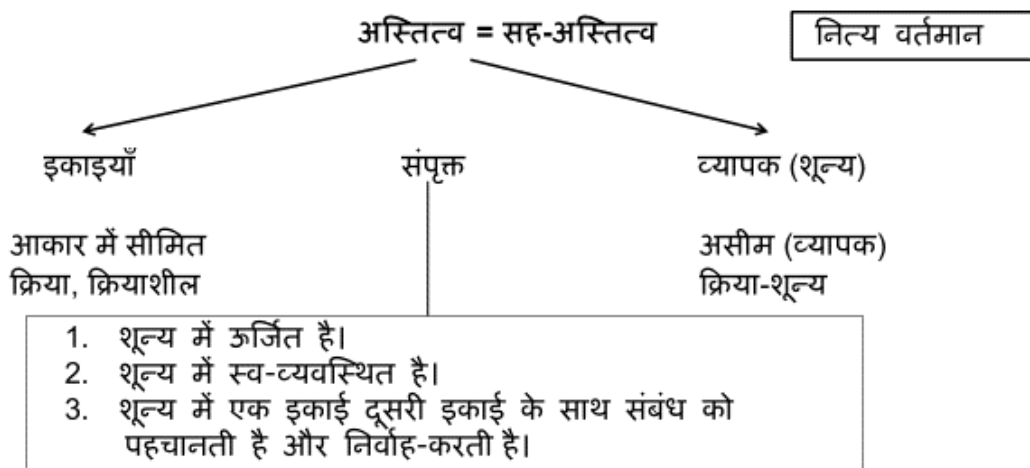 अस्तित्व = सह-अस्तित्व
नित्य वर्तमान
इकाइयाँ
संपृक्त
व्यापक (शून्य)
आकार में सीमित
क्रिया, क्रियाशील
असीम (व्यापक)
क्रिया-शून्य
1. शून्य में ऊर्जित है।
2. शून्य में स्व-व्यवस्थित है।
3. शून्य में एक इकाई दूसरी इकाई के साथ संबंध को
पहचानती है और निर्वाह-करती है।